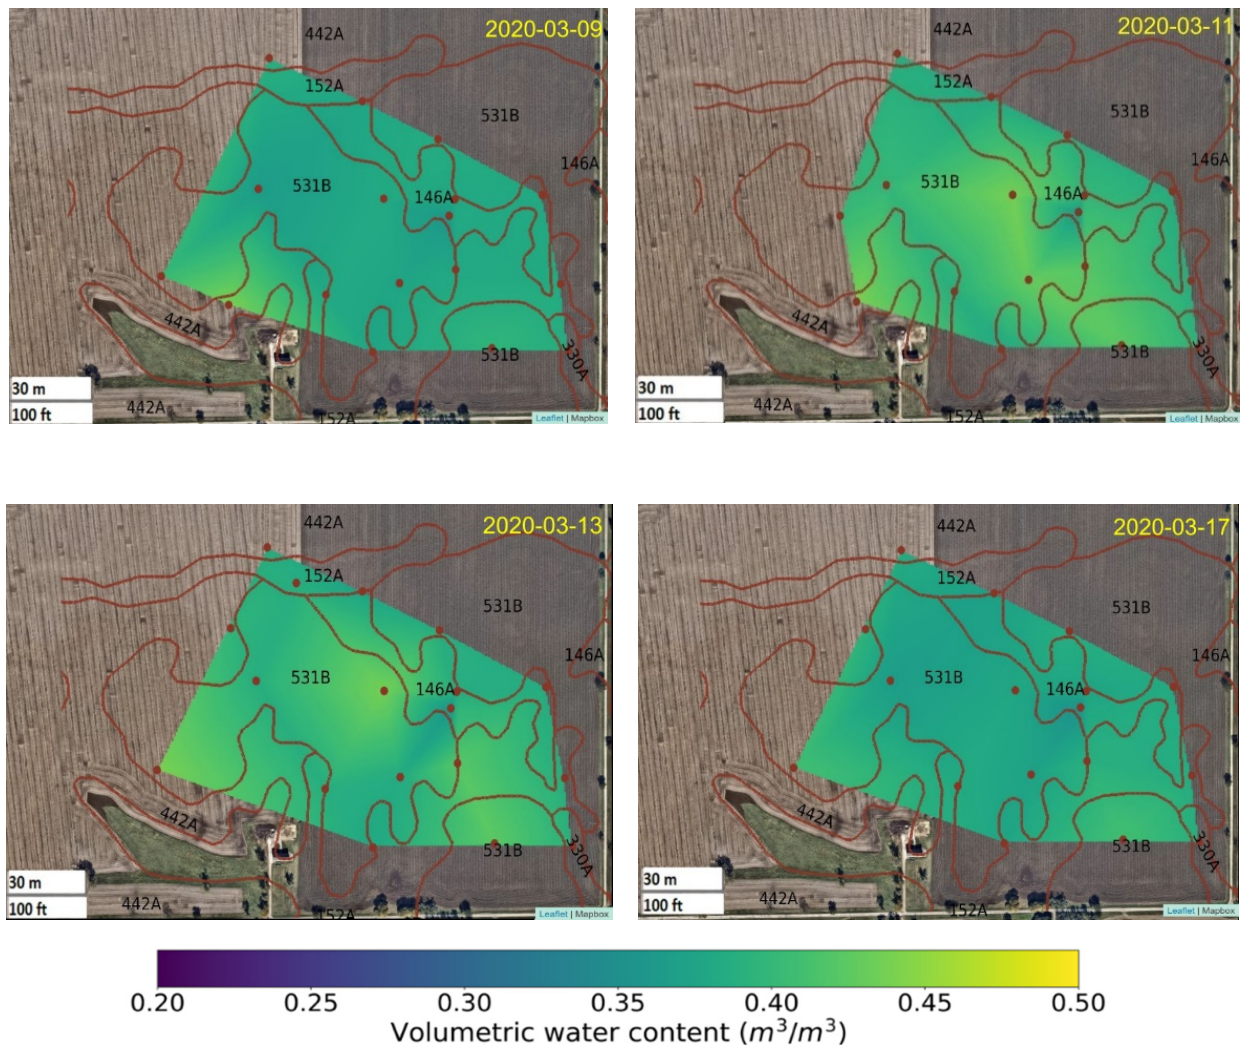 442A
2020-03-09
152A
531B
146A
531B
146A
442A
531B
330A
442A
152A
30 m
100 ft
Leaflet | Mapbox
442A
2020-03-11
152A
531B
146A
531B
146A
442A
531B
330A
442A
152A
30 m
100 ft
Leaflet | Mapbox
442A
2020-03-13
152A
531B
146A
531B
146A
442A
531B
330A
442A
152A
30 m
100 ft
Leaflet | Mapbox
442A
2020-03-17
152A
531B
146A
531B
146A
442A
531B
330A
442A
152A
30 m
100 ft
Leaflet | Mapbox
0.20 0.25 0.30 0.35 0.40 0.45 0.50
Volumetric water content (m³/m³)